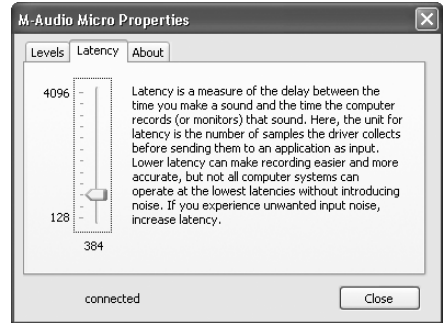 M-Audio Micro Properties
Levels Latency About
4096
Latency is a measure of the delay between the
time you make a sound and the time the computer
records (or monitors) that sound. Here, the unit for
latency is the number of samples the driver collects
before sending them to an application as input.
Lower latency can make recording easier and more
accurate, but not all computer systems can
operate at the lowest latencies without introducing
noise. If you experience unwanted input noise,
increase latency.
128
384
connected
Close